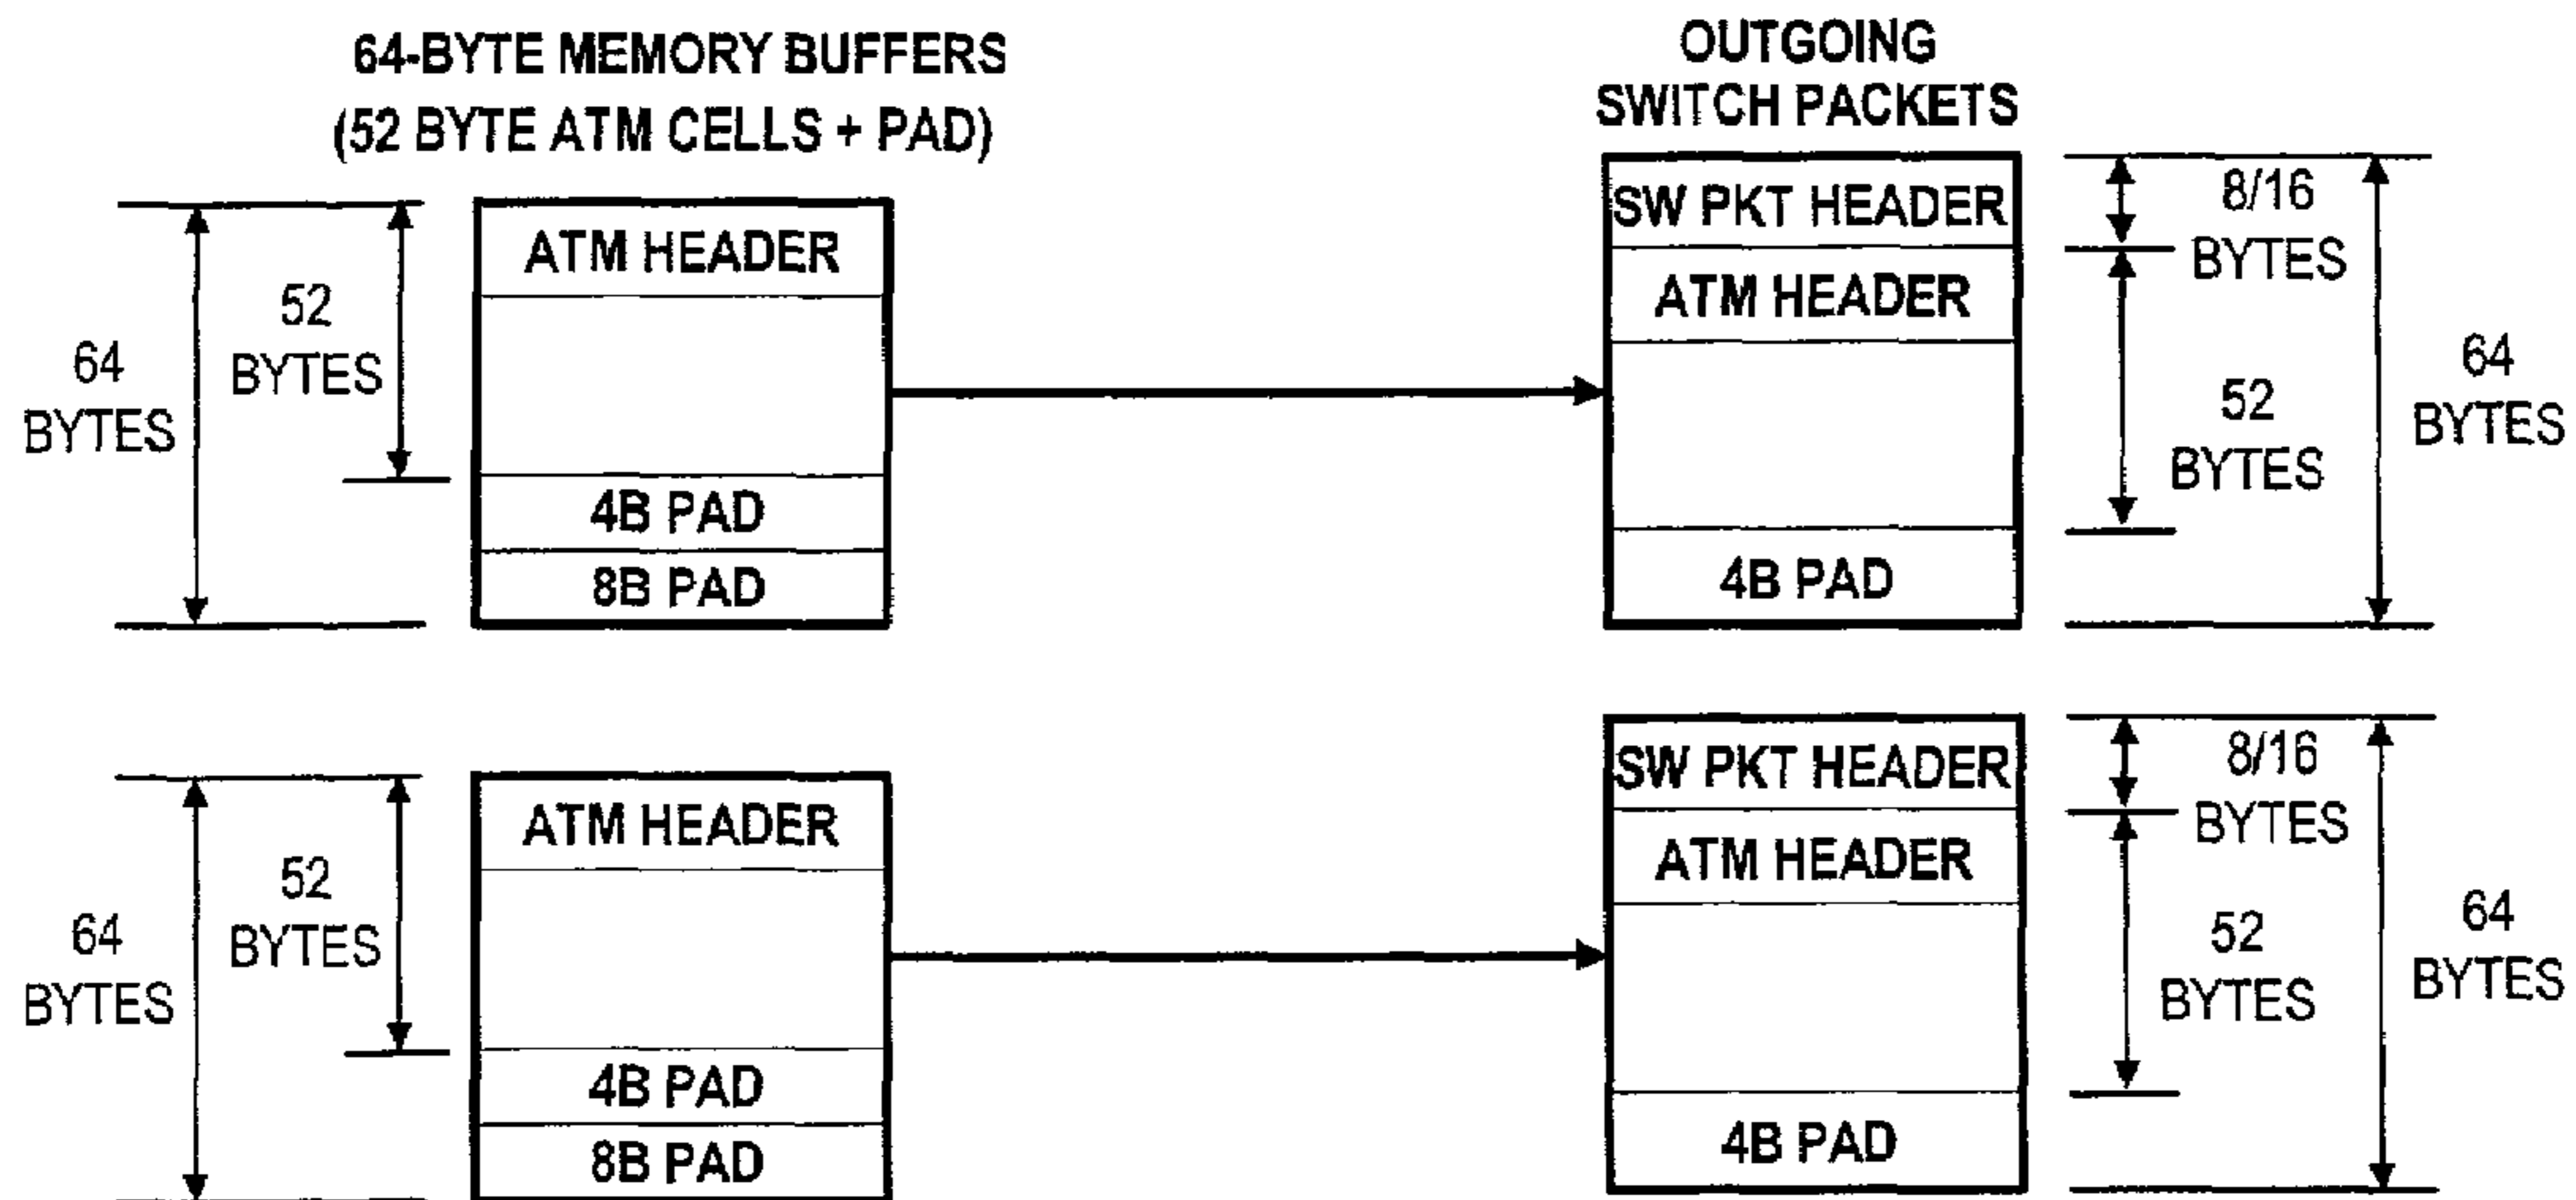 64-BYTE MEMORY BUFFERS
(52 BYTE ATM CELLS + PAD)
OUTGOING
SWITCH PACKETS
64
BYTES
52
BYTES
ATM HEADER
4B PAD
8B PAD
SW PKT HEADER
ATM HEADER
4B PAD
8/16
BYTES
52
BYTES
64
BYTES
64
BYTES
52
BYTES
ATM HEADER
4B PAD
8B PAD
SW PKT HEADER
ATM HEADER
4B PAD
8/16
BYTES
52
BYTES
64
BYTES